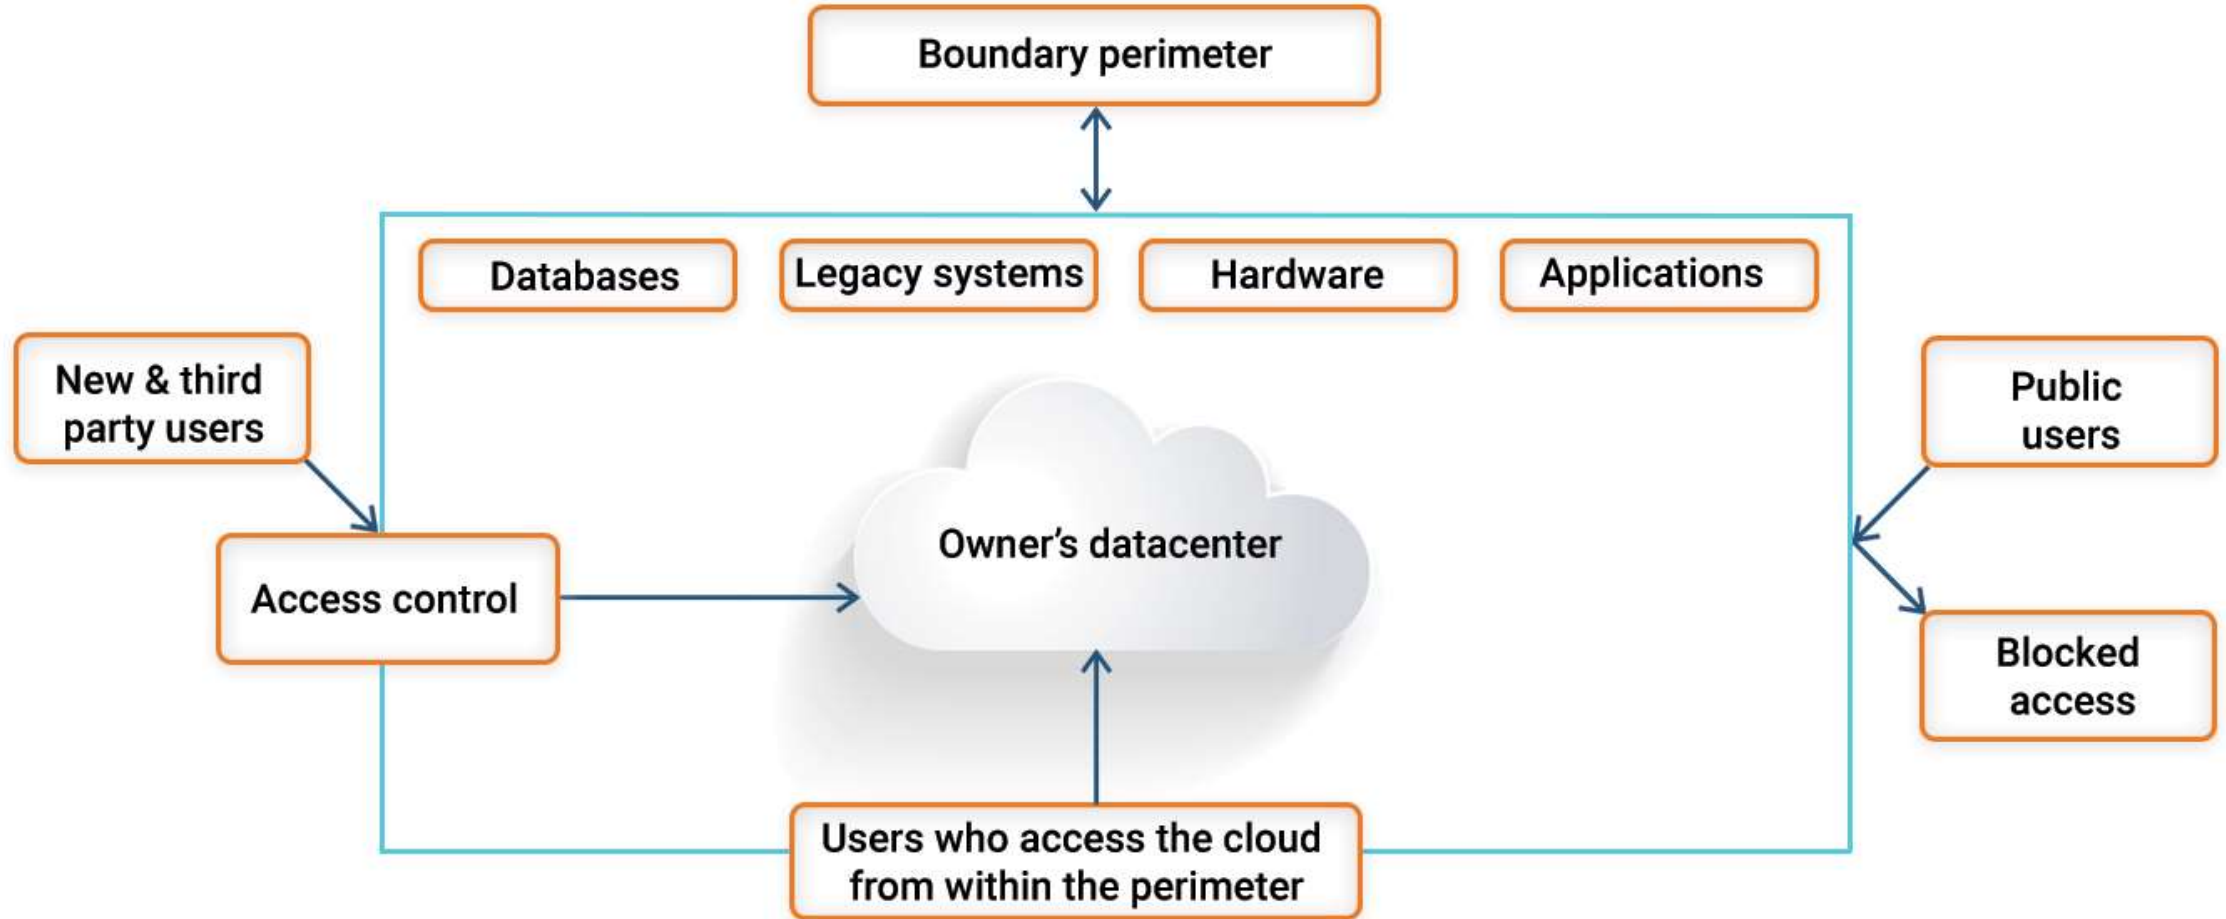 Boundary perimeter
Databases
Legacy systems
Hardware
Applications
New & third
party users
Public
users
Owner’s datacenter
Access control
Blocked
access
Users who access the cloud
from within the perimeter